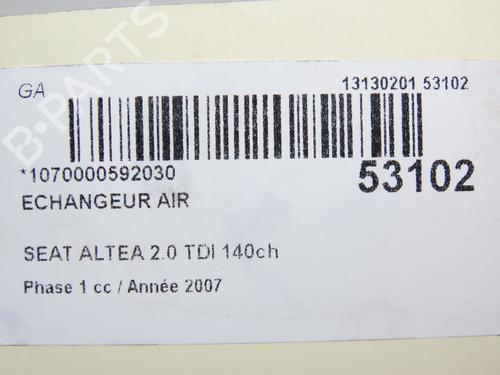 GA
13130201 53102
*1070000592030
53102
ECHANGEUR AIR
SEAT ALTEA 2.0 TDI 140ch
Phase 1 cc / Année 2007
B-PARTS